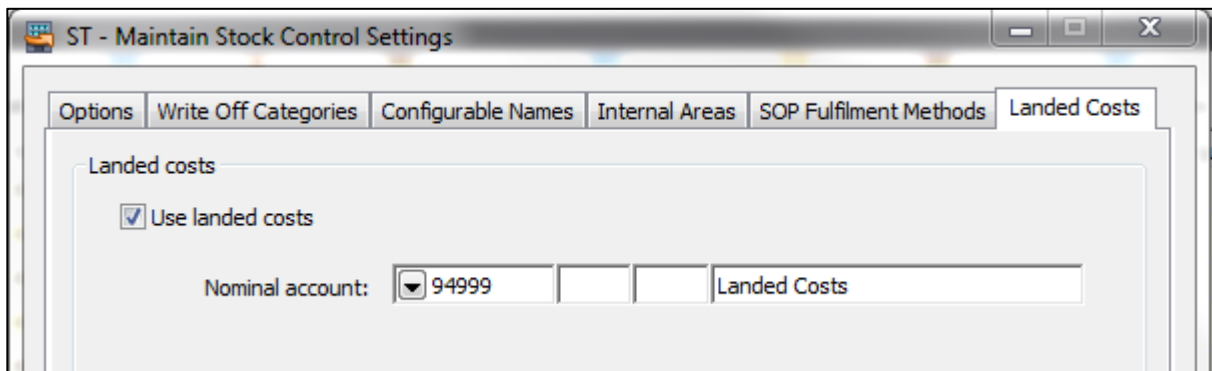 ST - Maintain Stock Control Settings
Options Write Off Categories Configurable Names Internal Areas SOP Fulfilment Methods Landed Costs
Landed costs
Use landed costs
Nominal account: 94999 Landed Costs